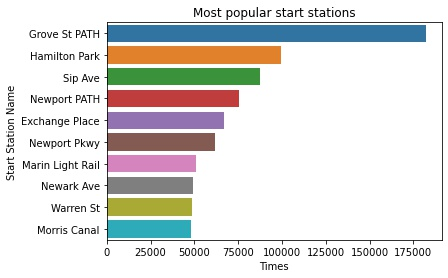 Most popular start stations
Start Station Name
Grove St PATH
Hamilton Park
Sip Ave
Newport PATH
Exchange Place
Newport Pkwy
Marin Light Rail
Newark Ave
Warren St
Morris Canal
0 25000 50000 75000 100000 125000 150000 175000
Times